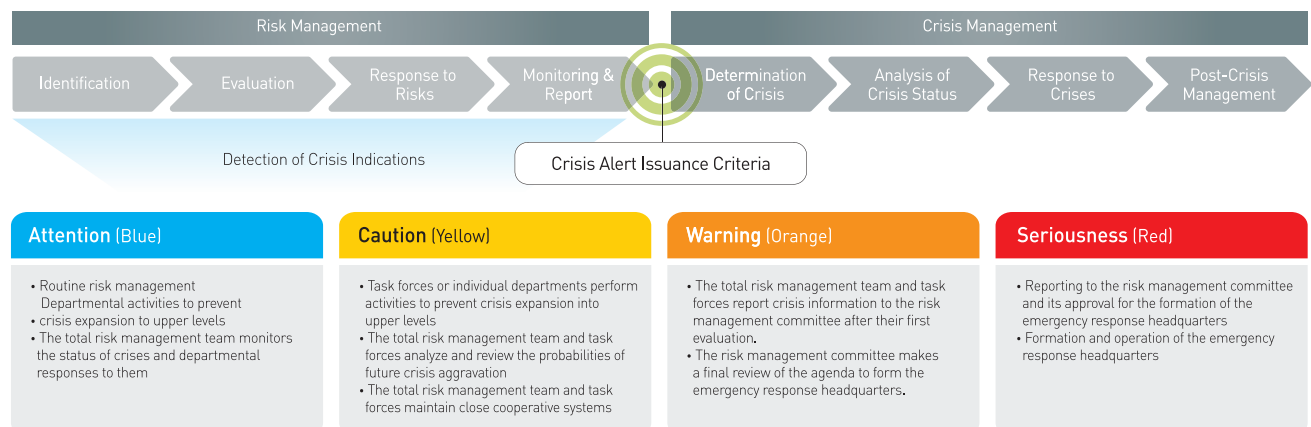 Risk Management
Crisis Management
Identification
Evaluation
Response to
Risks
Monitoring &
Report
Determination
of Crisis
Analysis of
Crisis Status
Response to
Crises
Post-Crisis
Management
Detection of Crisis Indications
Crisis Alert Issuance Criteria
Attention (Blue)
• Routine risk management
Departmental activities to prevent
• crisis expansion to upper levels
• The total risk management team monitors
the status of crises and departmental
responses to them
Caution (Yellow)
• Task forces or individual departments perform
activities to prevent crisis expansion into
upper levels
• The total risk management team and task
forces analyze and review the probabilities of
future crisis aggravation
• The total risk management team and task
forces maintain close cooperative systems
Warning (Orange)
• The total risk management team and task
forces report crisis information to the risk
management committee after their first
evaluation.
• The risk management committee makes
a final review of the agenda to form the
emergency response headquarters.
Seriousness (Red)
• Reporting to the risk management committee
and its approval for the formation of the
emergency response headquarters
• Formation and operation of the emergency
response headquarters